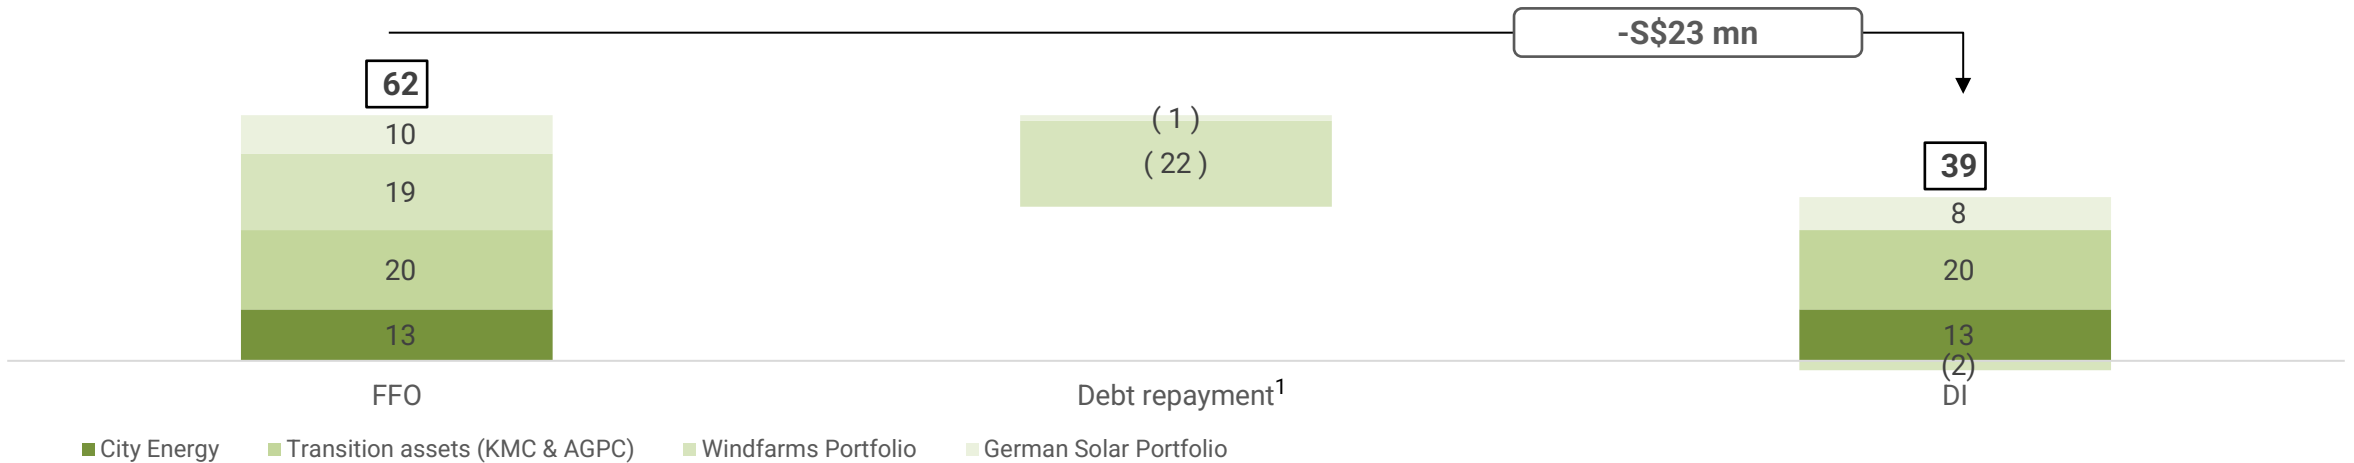 -S$23 mn
62
10
19
20
13
( 1 )
( 22 )
39
8
20
13
(2)
FFO
Debt repayment1
DI
City Energy
Transition assets (KMC & AGPC)
Windfarms Portfolio
German Solar Portfolio